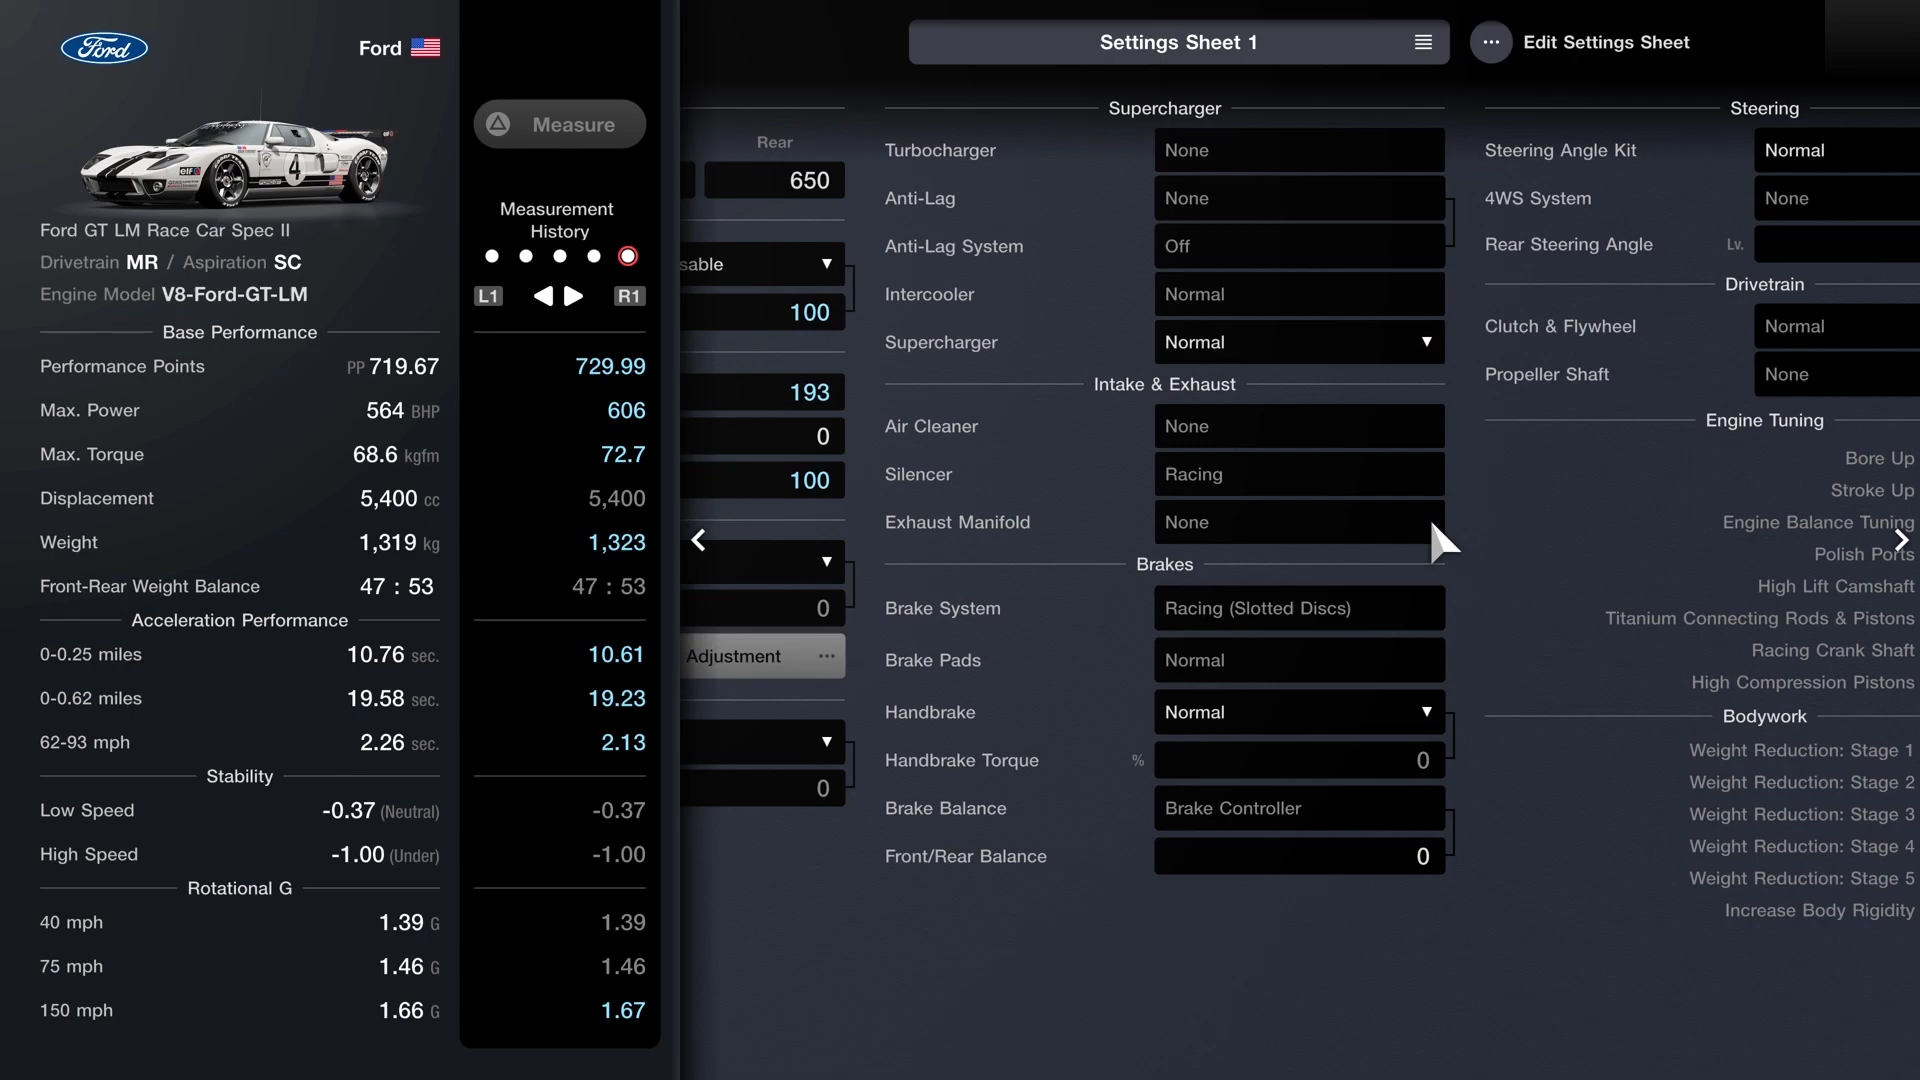 Ford
Ford
Ford GT LM Race Car Spec II
Drivetrain MR / Aspiration SC
Engine Model V8-Ford-GT-LM
Measure
Measurement
History
L1 R1
Base Performance
Performance Points PP 719.67 729.99
Max. Power 564 BHP 606
Max. Torque 68.6 kgfm 72.7
Displacement 5,400 cc 5,400
Weight 1,319 kg 1,323
Front-Rear Weight Balance 47 : 53 47 : 53
Acceleration Performance
0-0.25 miles 10.76 sec. 10.61
0-0.62 miles 19.58 sec. 19.23
62-93 mph 2.26 sec. 2.13
Stability
Low Speed -0.37 (Neutral) -0.37
High Speed -1.00 (Under) -1.00
Rotational G
40 mph 1.39 G 1.39
75 mph 1.46 G 1.46
150 mph 1.66 G 1.67
Settings Sheet 1
Edit Settings Sheet
Rear
650
sable
100
193
0
100
0
Adjustment
0
Supercharger
Turbocharger None
Anti-Lag None
Anti-Lag System Off
Intercooler Normal
Supercharger Normal
Intake & Exhaust
Air Cleaner None
Silencer Racing
Exhaust Manifold None
Brakes
Brake System Racing (Slotted Discs)
Brake Pads Normal
Handbrake Normal
Handbrake Torque % 0
Brake Balance Brake Controller
Front/Rear Balance 0
Steering
Steering Angle Kit Normal
4WS System None
Rear Steering Angle Lv.
Drivetrain
Clutch & Flywheel Normal
Propeller Shaft None
Engine Tuning
Bore Up
Stroke Up
Engine Balance Tuning
Polish Ports
High Lift Camshaft
Titanium Connecting Rods & Pistons
Racing Crank Shaft
High Compression Pistons
Bodywork
Weight Reduction: Stage 1
Weight Reduction: Stage 2
Weight Reduction: Stage 3
Weight Reduction: Stage 4
Weight Reduction: Stage 5
Increase Body Rigidity
4
elf